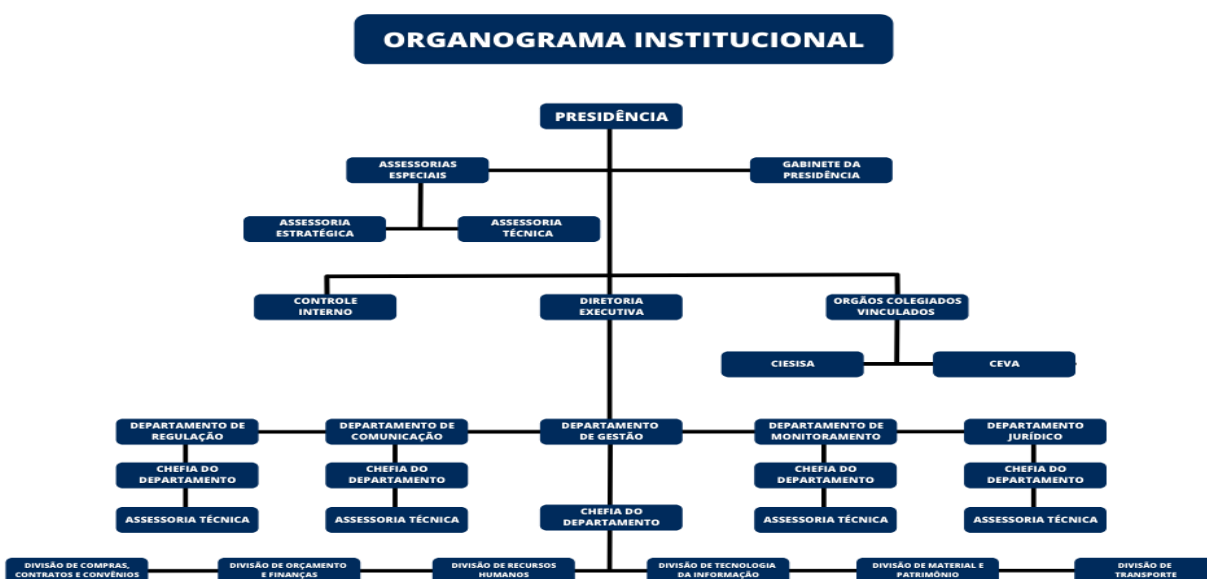 ORGANOGRAMA INSTITUCIONAL
PRESIDÊNCIA
ASSESSORIAS
ESPECIAIS
GABINETE DA
PRESIDÊNCIA
ASSESSORIA
ESTRATÉGICA
ASSESSORIA
TÉCNICA
CONTROLE
INTERNO
DIRETORIA
EXECUTIVA
ORGÃOS COLEGIADOS
VINCULADOS
CIESISA
CEVA
DEPARTAMENTO DE
REGULAÇÃO
DEPARTAMENTO DE
COMUNICAÇÃO
DEPARTAMENTO
DE GESTÃO
DEPARTAMENTO DE
MONITORAMENTO
DEPARTAMENTO
JURÍDICO
CHEFIA DO
DEPARTAMENTO
CHEFIA DO
DEPARTAMENTO
CHEFIA DO
DEPARTAMENTO
CHEFIA DO
DEPARTAMENTO
ASSESSORIA TÉCNICA
ASSESSORIA TÉCNICA
CHEFIA DO
DEPARTAMENTO
ASSESSORIA TÉCNICA
ASSESSORIA TÉCNICA
DIVISÃO DE COMPRAS,
CONTRATOS E CONVÊNIOS
DIVISÃO DE ORÇAMENTO
E FINANÇAS
DIVISÃO DE RECURSOS
HUMANOS
DIVISÃO DE TECNOLOGIA
DA INFORMAÇÃO
DIVISÃO DE MATERIAL E
PATRIMÔNIO
DIVISÃO DE
TRANSPORTE